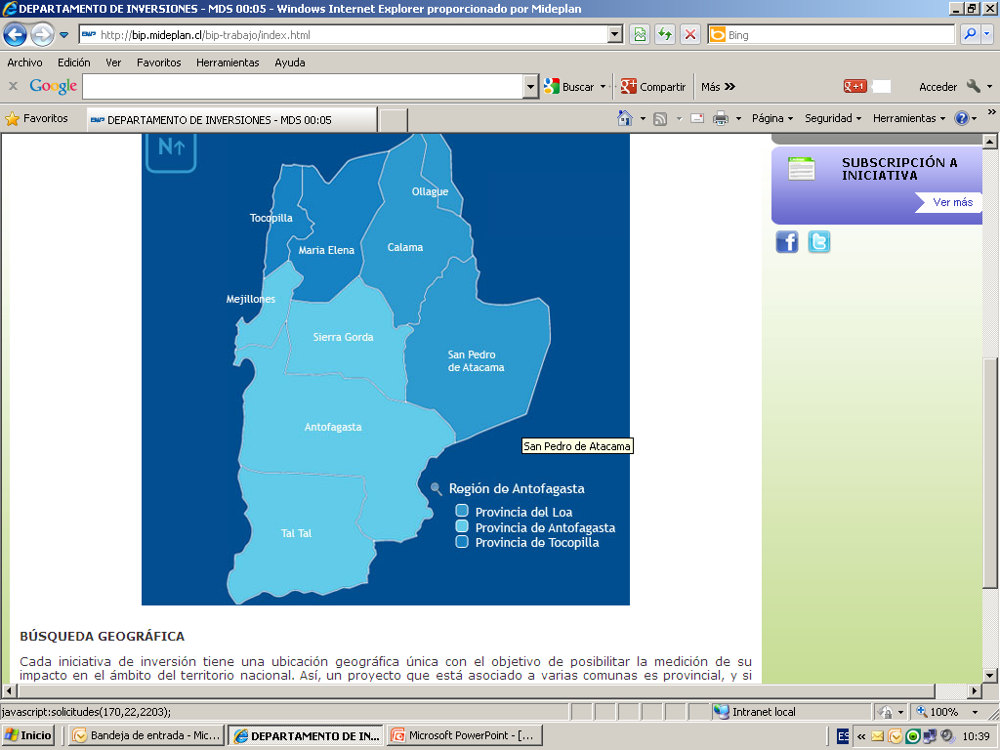 DEPARTAMENTO DE INVERSIONES - MDS 00:05 - Windows Internet Explorer proporcionado por Mideplan
BIP http://bip.mideplan.cl/bip-trabajo/index.html
Bing
Archivo Edición Ver Favoritos Herramientas Ayuda
x Google Buscar Compartir Más >> g +1 Acceder
Favoritos BIP DEPARTAMENTO DE INVERSIONES - MDS 00:05 Página Seguridad Herramientas >>
N↑
SUBSCRIPCIÓN A
INICIATIVA
Ver más
Ollague
Tocopilla
Maria Elena
Calama
Mejillones
Sierra Gorda
San Pedro
de Atacama
Antofagasta
San Pedro de Atacama
Región de Antofagasta
Provincia del Loa
Provincia de Antofagasta
Provincia de Tocopilla
Tal Tal
BÚSQUEDA GEOGRÁFICA
Cada iniciativa de inversión tiene una ubicación geográfica única con el objetivo de posibilitar la medición de su
impacto en el ámbito del territorio nacional. Así, un proyecto que está asociado a varias comunas es provincial, y si
javascript:solicitudes(170,22,2203); Intranet local 100%
Inicio Bandeja de entrada - Mic... DEPARTAMENTO DE IN... Microsoft PowerPoint - [... ES << 10:39